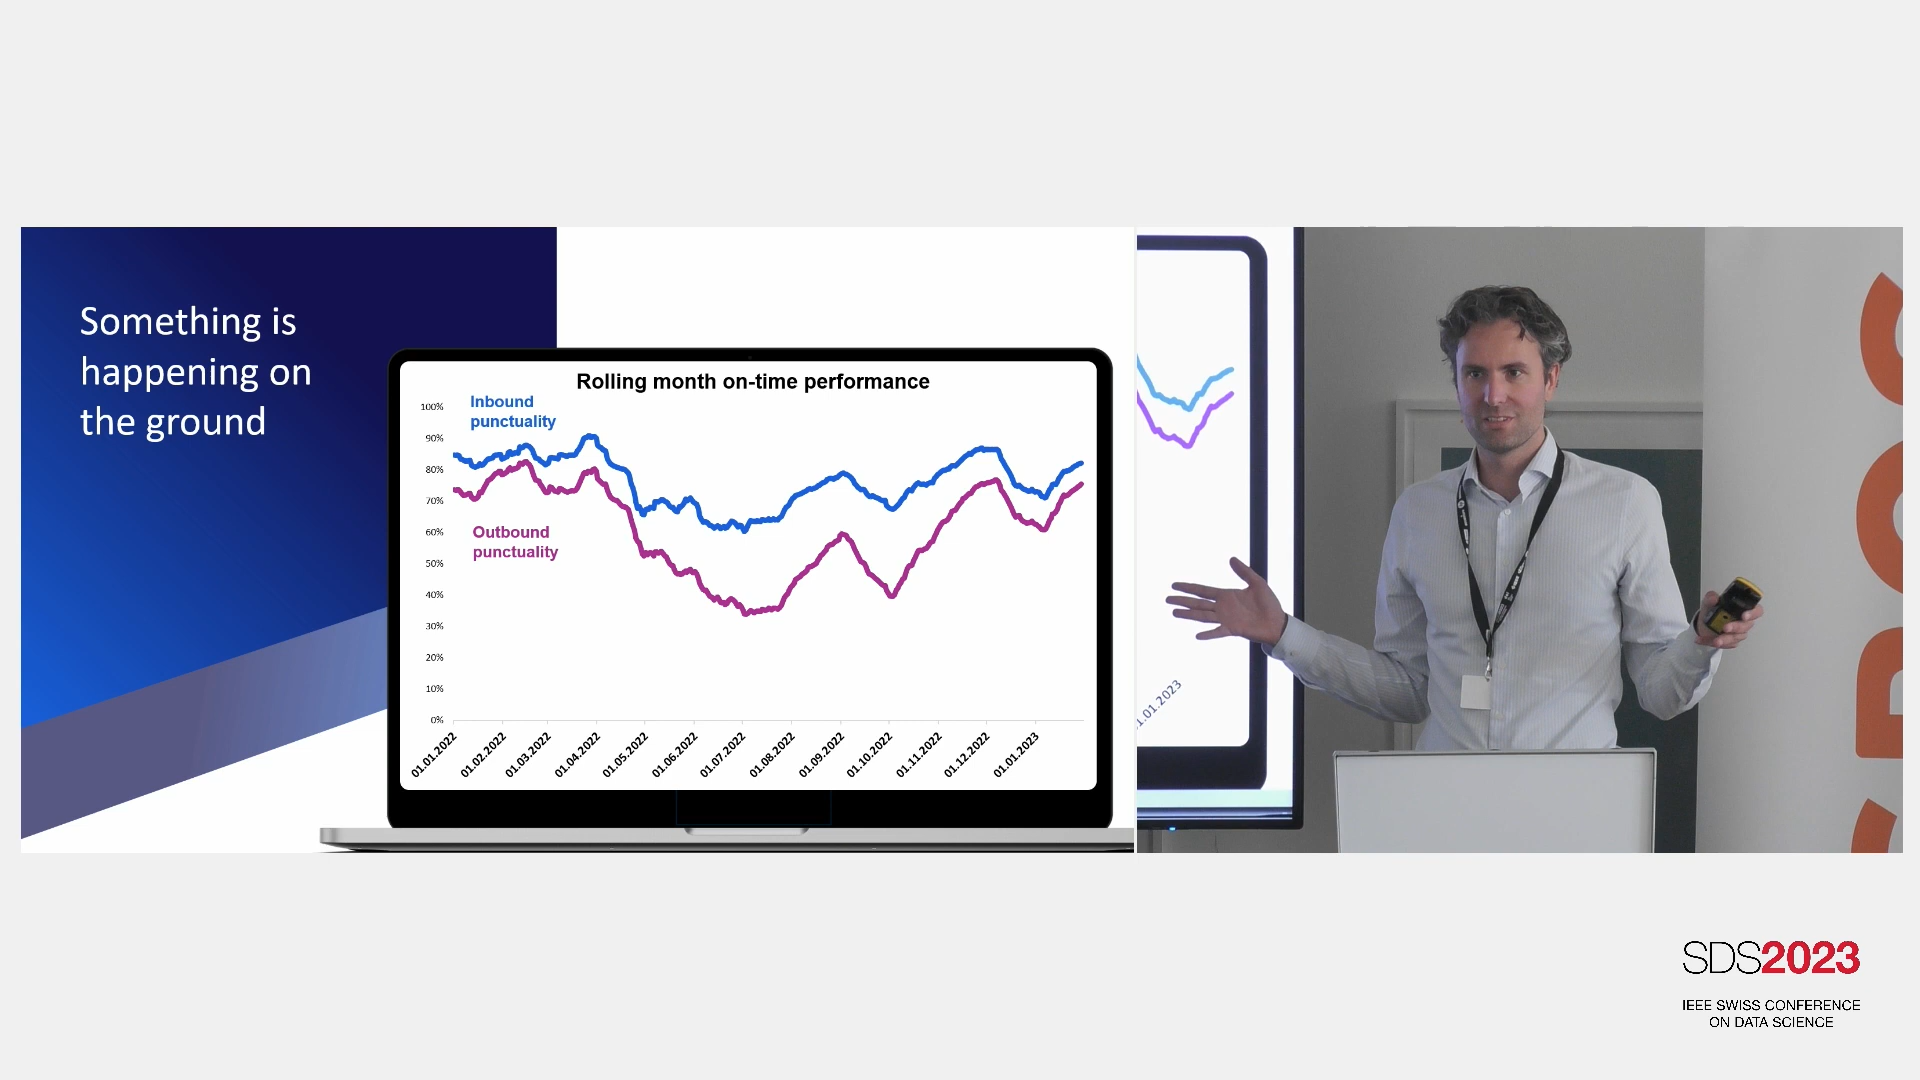 Something is
happening on
the ground
Rolling month on-time performance
Inbound
punctuality
Outbound
punctuality
100%
90%
80%
70%
60%
50%
40%
30%
20%
10%
0%
01.01.2022
01.02.2022
01.03.2022
01.04.2022
01.05.2022
01.06.2022
01.07.2022
01.08.2022
01.09.2022
01.10.2022
01.11.2022
01.12.2022
01.01.2023
1.01.2023
SDS2023
IEEE SWISS CONFERENCE
ON DATA SCIENCE